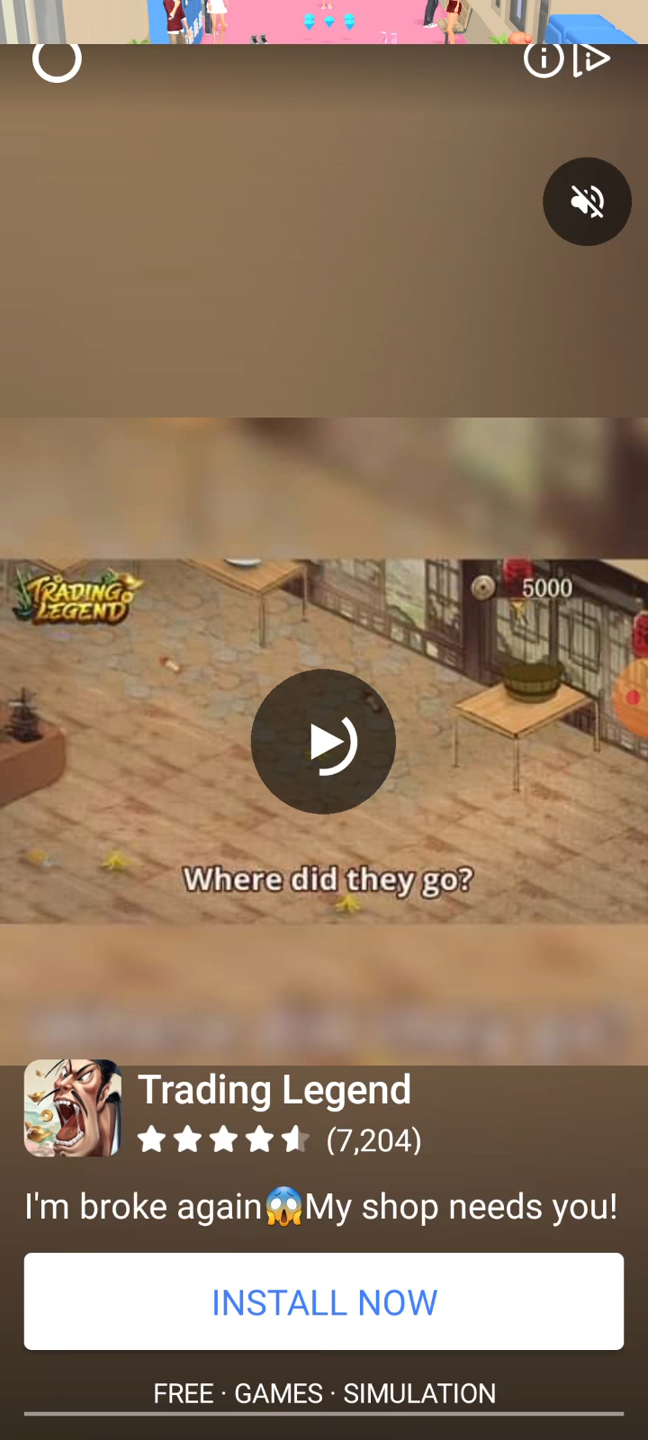 TRADING
LEGEND
5000
Where did they go?
Trading Legend
(7,204)
I'm broke again😱My shop needs you!
INSTALL NOW
FREE · GAMES · SIMULATION